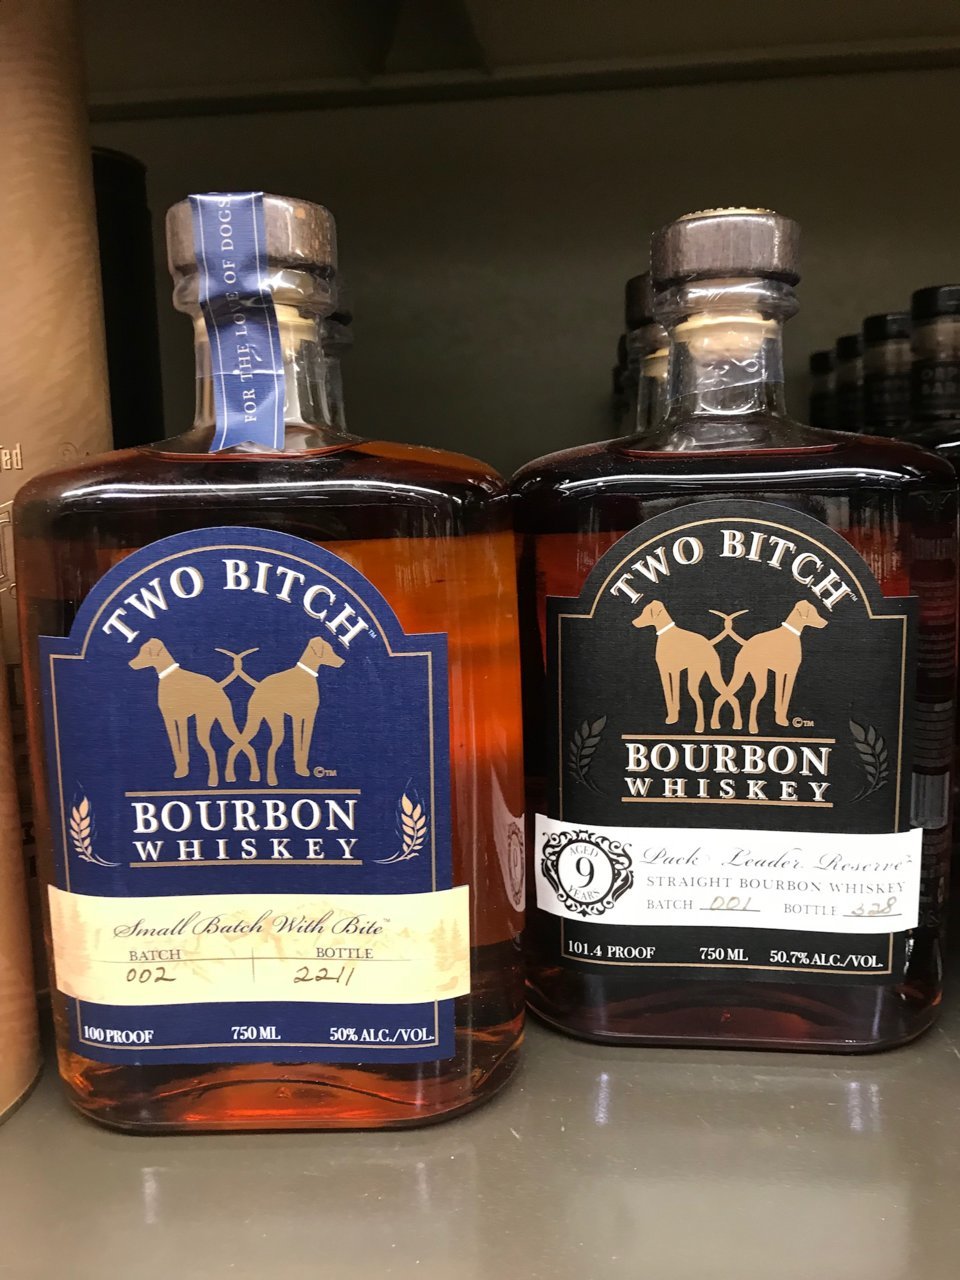 FOR THE LOVE OF DOGS
TWO BITCH™
©™
BOURBON
WHISKEY
Small Batch With Bite™
BATCH BOTTLE
002 2211
100 PROOF 750 ML 50% ALC./VOL.
TWO BITCH™
©™
BOURBON
WHISKEY
AGED
9
YEARS
Pack Leader Reserve™
STRAIGHT BOURBON WHISKEY
BATCH 001 BOTTLE 328
101.4 PROOF 750 ML 50.7% ALC./VOL.